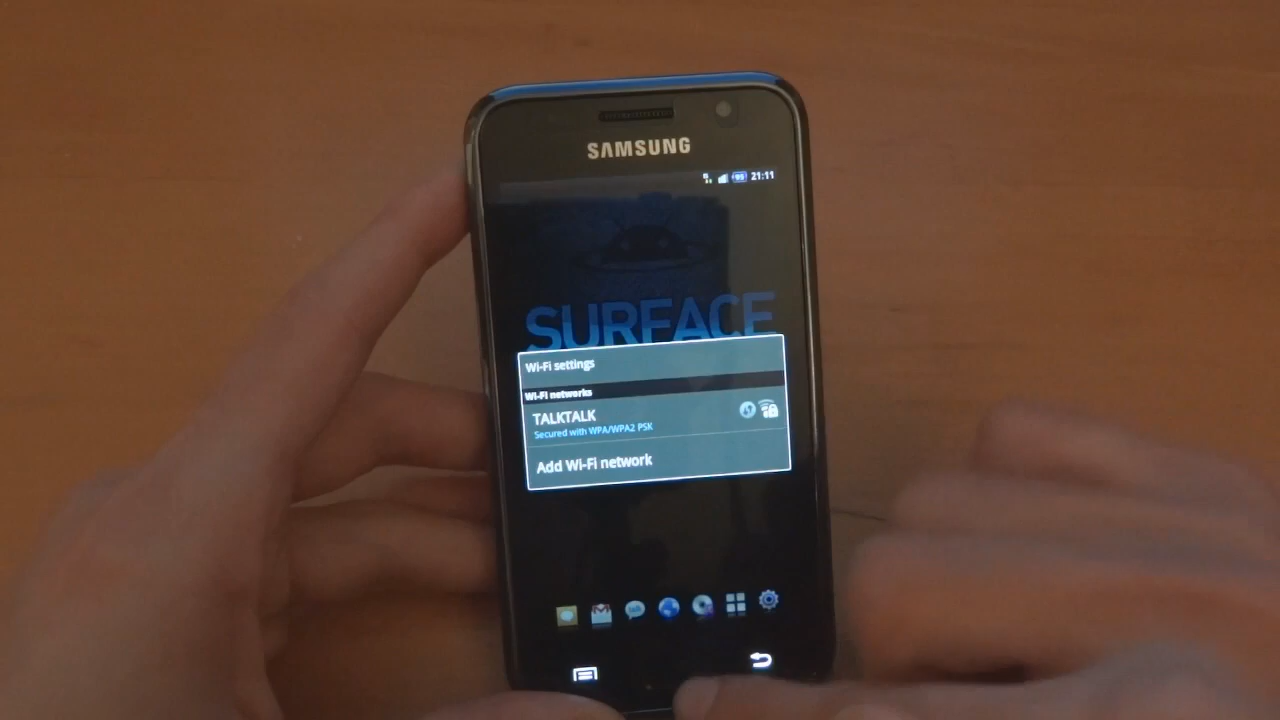 SAMSUNG
95 21:11
SURFACE
Wi-Fi settings
Wi-Fi networks
TALKTALK
Secured with WPA/WPA2 PSK
Add Wi-Fi network